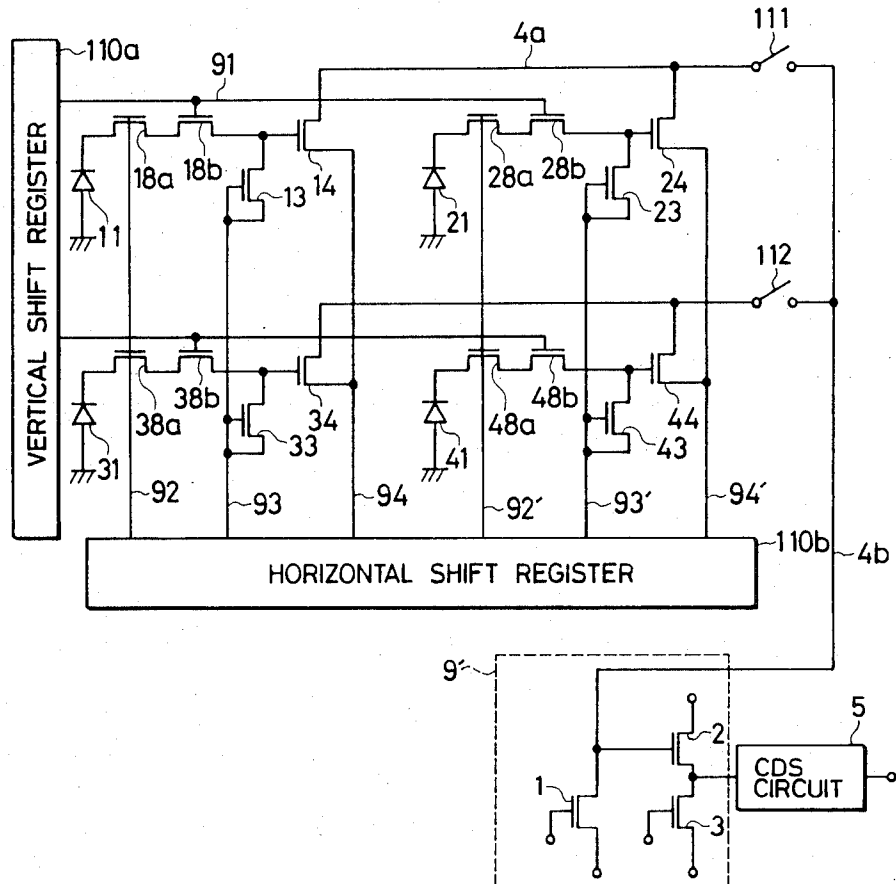 110a
91
4a
111
18a
18b
13
14
11
28a
28b
23
24
21
VERTICAL SHIFT REGISTER
112
38a
38b
33
34
31
48a
48b
43
44
41
92
93
94
92'
93'
94'
110b
4b
HORIZONTAL SHIFT REGISTER
9'
1
2
3
5
CDS
CIRCUIT